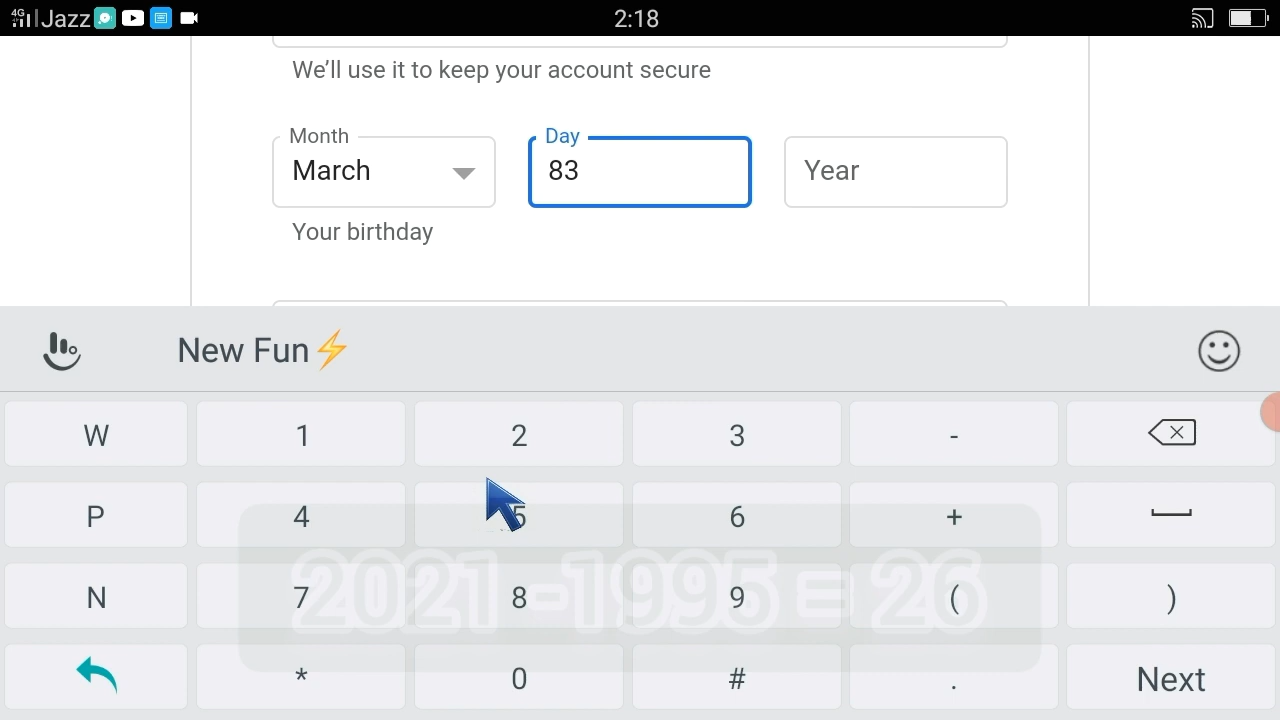 4G Jazz 2:18
We'll use it to keep your account secure
Month Day
March 83 Year
Your birthday
New Fun⚡
W 1 2 3 -
P 4 5 6 +
N 7 8 9 ( )
2021-1995 = 26
* 0 # . Next